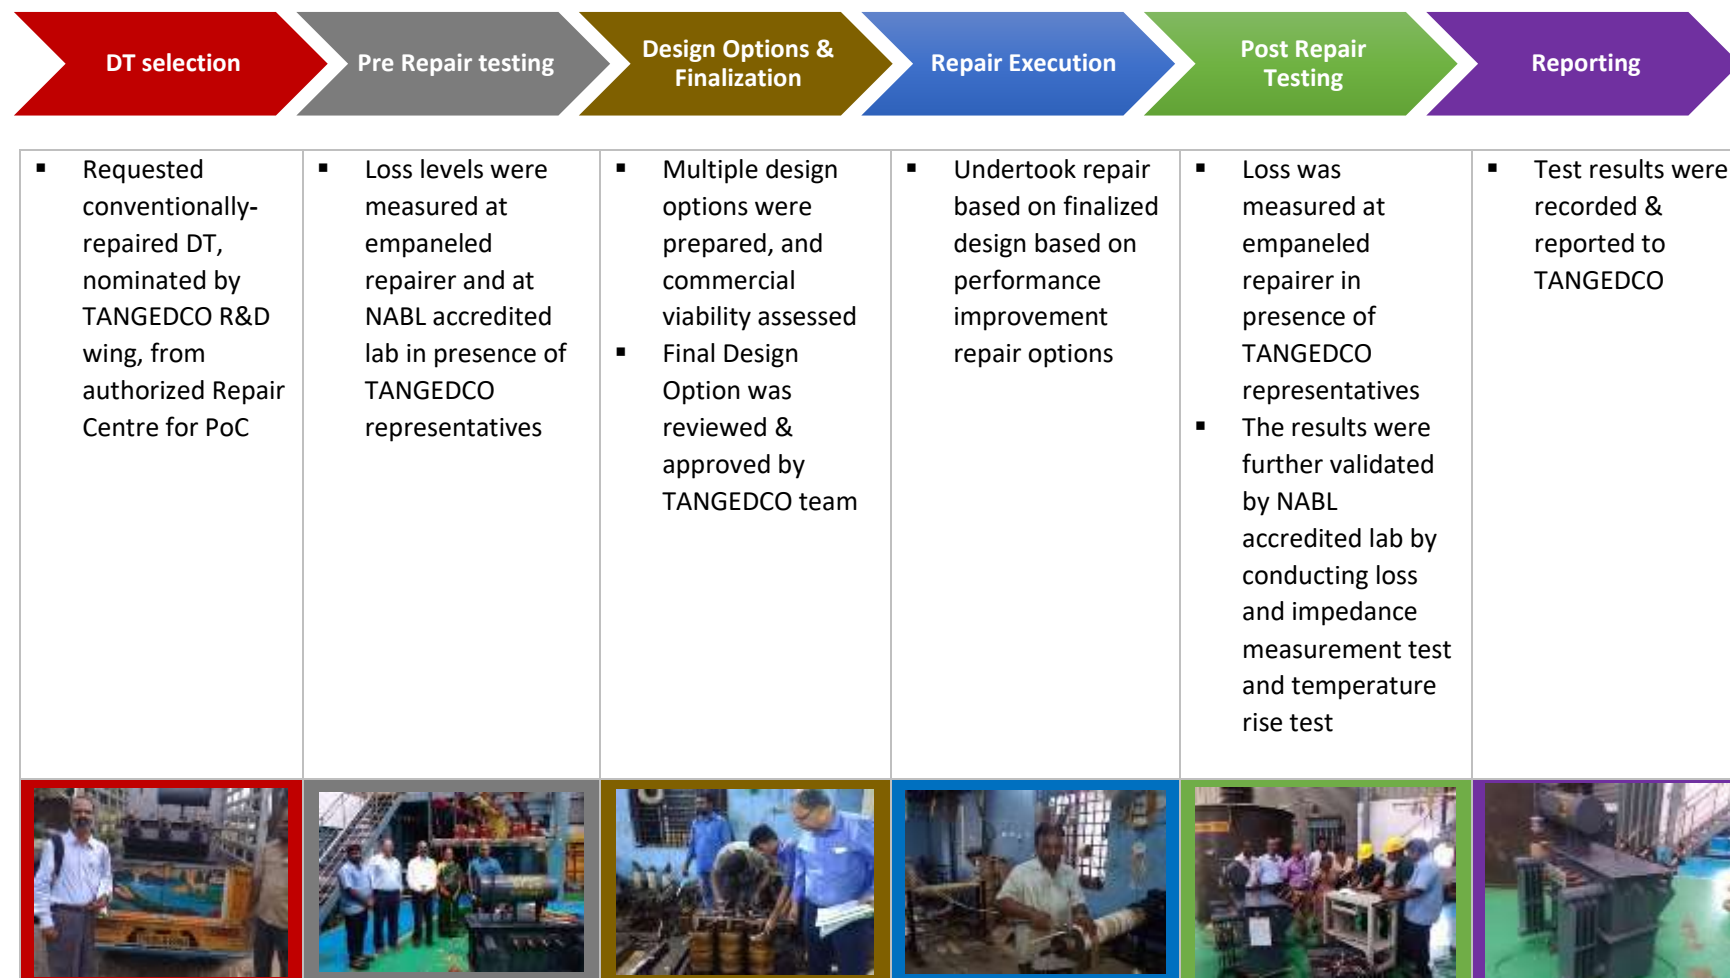 DT selection
Pre Repair testing
Design Options &
Finalization
Repair Execution
Post Repair
Testing
Reporting
▪ Requested
conventionally-
repaired DT,
nominated by
TANGEDCO R&D
wing, from
authorized Repair
Centre for PoC
▪ Loss levels were
measured at
empaneled
repairer and at
NABL accredited
lab in presence of
TANGEDCO
representatives
▪ Multiple design
options were
prepared, and
commercial
viability assessed
▪ Final Design
Option was
reviewed &
approved by
TANGEDCO team
▪ Undertook repair
based on finalized
design based on
performance
improvement
repair options
▪ Loss was
measured at
empaneled
repairer in
presence of
TANGEDCO
representatives
▪ The results were
further validated
by NABL
accredited lab by
conducting loss
and impedance
measurement test
and temperature
rise test
▪ Test results were
recorded &
reported to
TANGEDCO